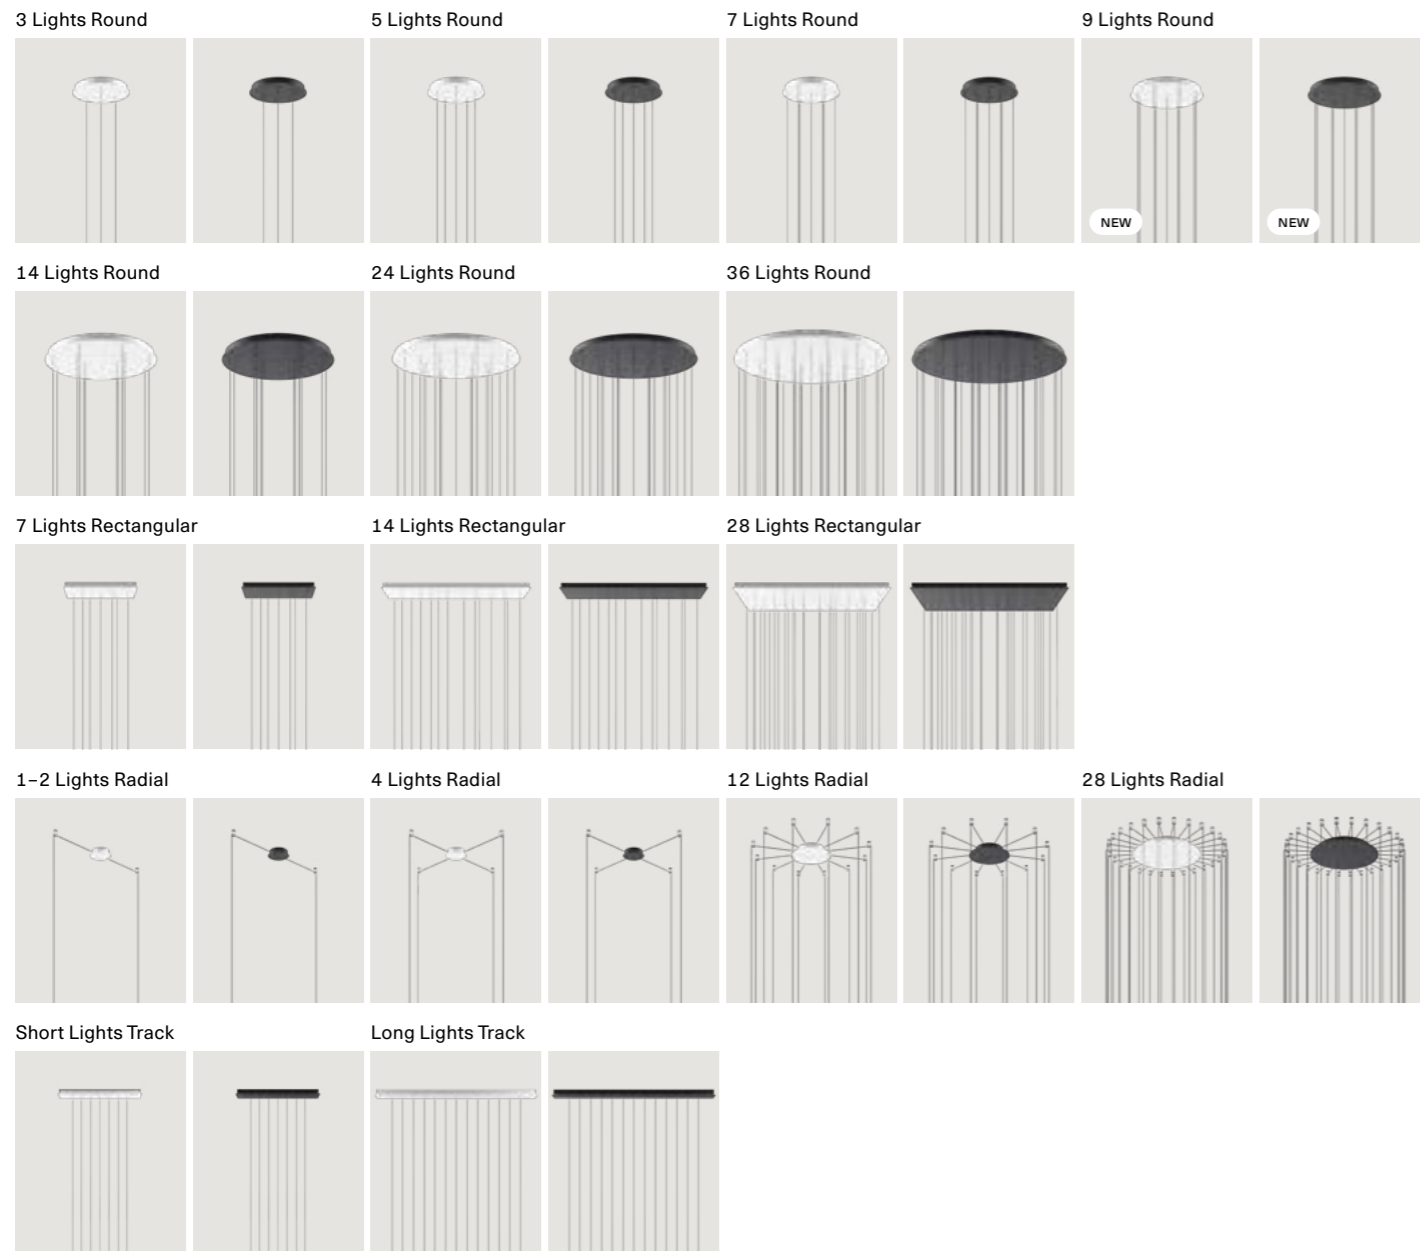 3 Lights Round
5 Lights Round
7 Lights Round
9 Lights Round
NEW
NEW
14 Lights Round
24 Lights Round
36 Lights Round
7 Lights Rectangular
14 Lights Rectangular
28 Lights Rectangular
1–2 Lights Radial
4 Lights Radial
12 Lights Radial
28 Lights Radial
Short Lights Track
Long Lights Track